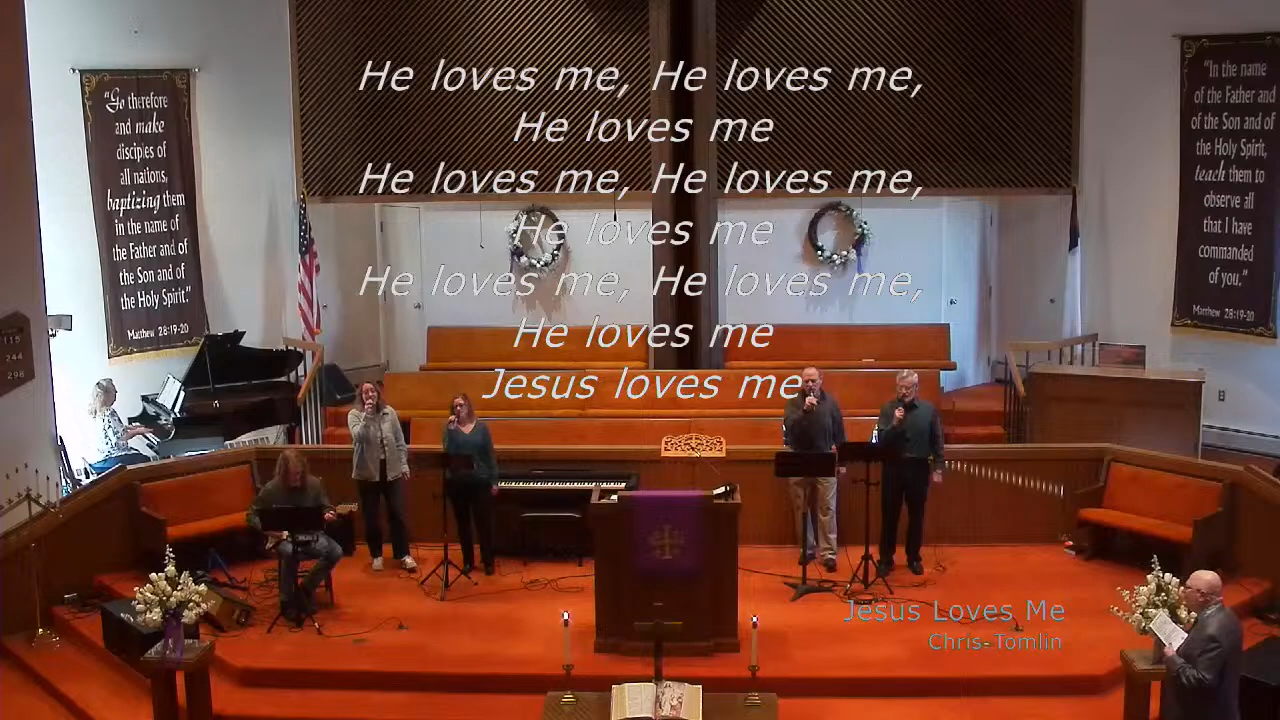 He loves me, He loves me,
He loves me
He loves me, He loves me,
He loves me
He loves me, He loves me,
He loves me
Jesus loves me
"Go therefore
and make
disciples of
all nations,
baptizing them
in the name of
the Father and of
the Son and of
the Holy Spirit."
Matthew 28:19-20
"In the name
of the Father and
of the Son and of
the Holy Spirit,
teach them to
observe all
that I have
commanded
of you."
Matthew 28:19-20
115
244
298
Jesus Loves Me
Chris Tomlin